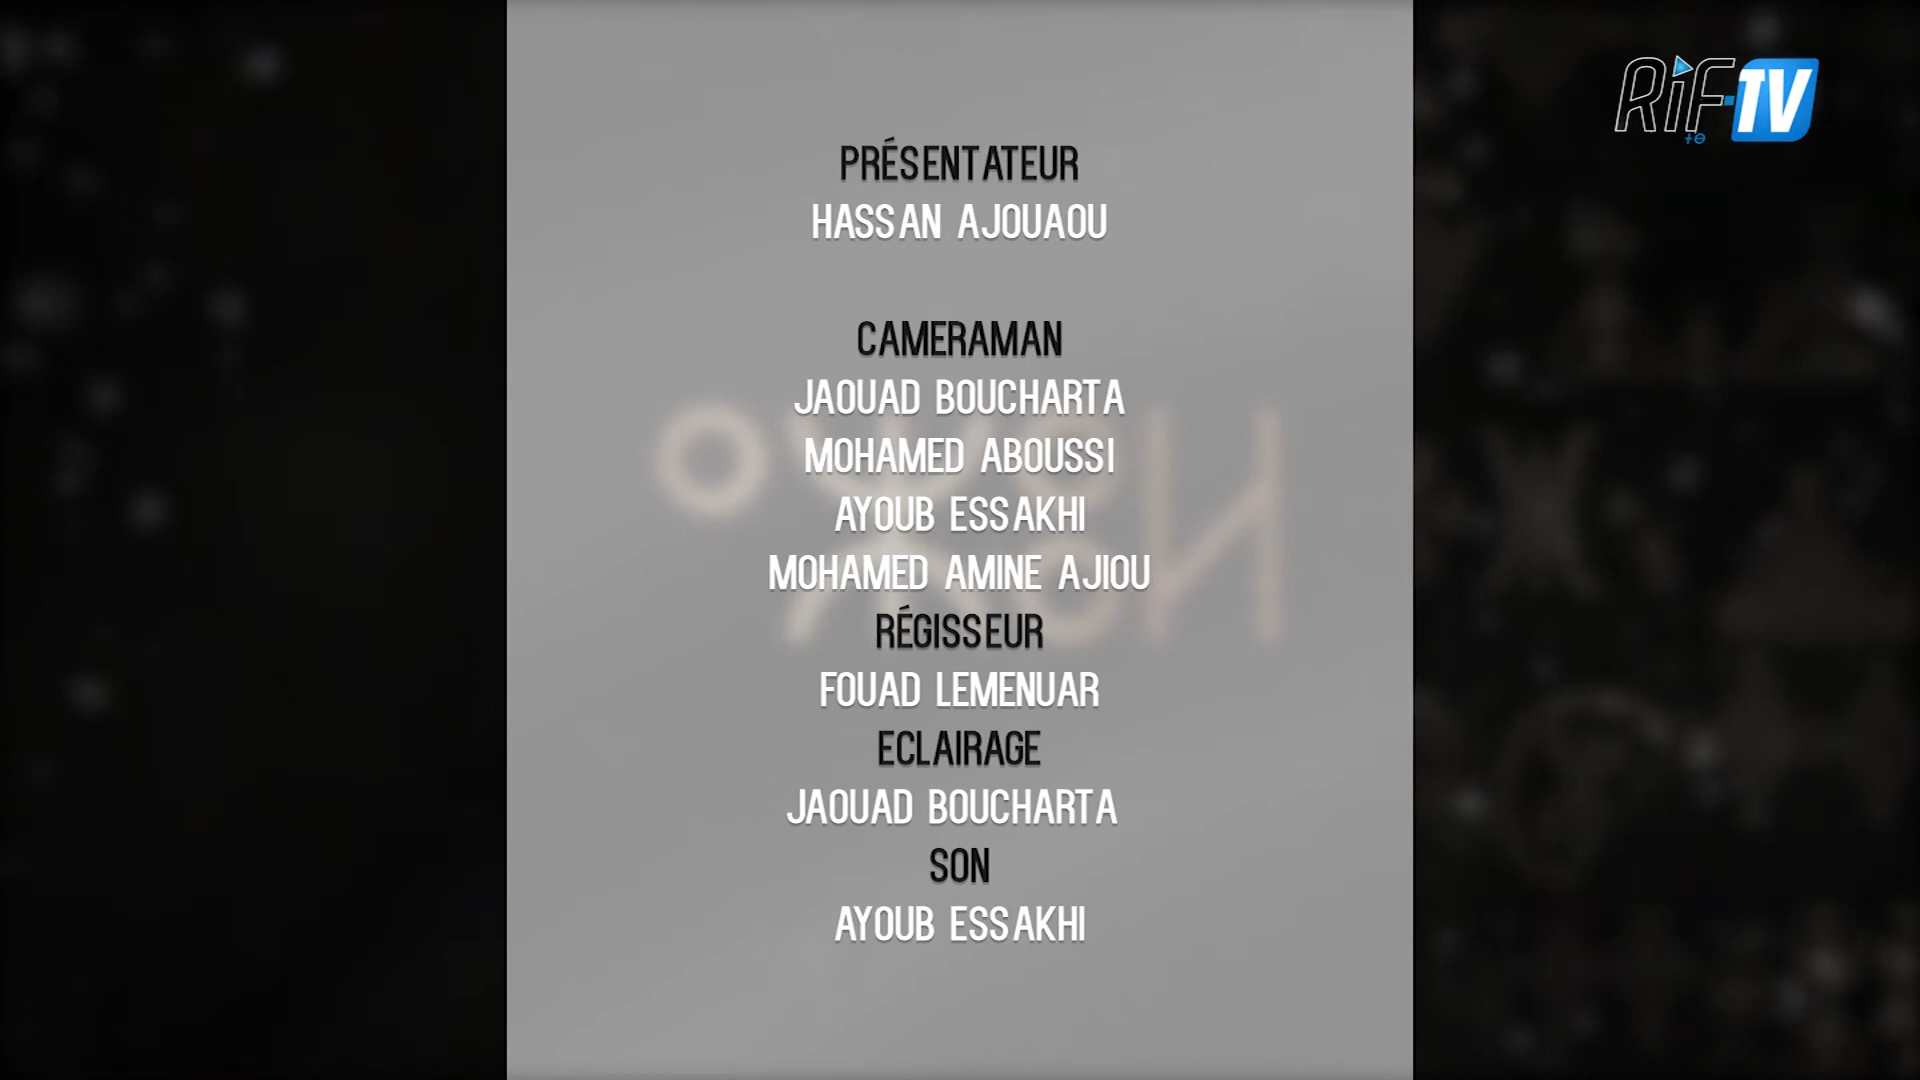 RiF-TV
PRÉSENTATEUR
HASSAN AJOUAOU
CAMERAMAN
JAOUAD BOUCHARTA
MOHAMED ABOUSSI
AYOUB ESSAKHI
MOHAMED AMINE AJIOU
RÉGISSEUR
FOUAD LEMENUAR
ECLAIRAGE
JAOUAD BOUCHARTA
SON
AYOUB ESSAKHI